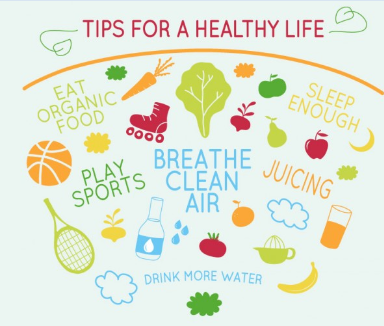 TIPS FOR A HEALTHY LIFE
EAT
ORGANIC
FOOD
SLEEP
ENOUGH
PLAY
SPORTS
BREATHE
CLEAN
AIR
JUICING
DRINK MORE WATER